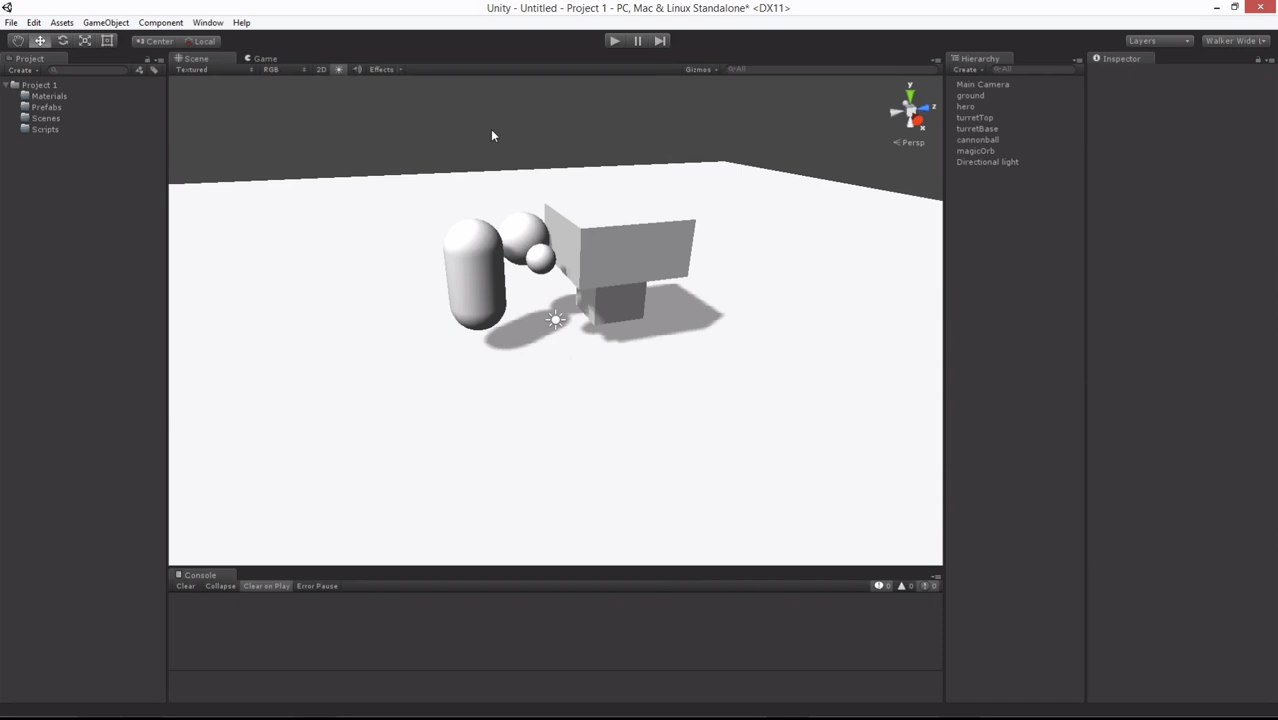 Unity - Untitled - Project 1 - PC, Mac & Linux Standalone* <DX11>
File Edit Assets GameObject Component Window Help
Center Local Layers Walker Wide L
Project Scene Game Hierarchy Inspector
Create Textured RGB 2D Effects Gizmos All Create All
Project 1
Materials
Prefabs
Scenes
Scripts
y
z
x
Persp
Main Camera
ground
hero
turretTop
turretBase
cannonball
magicOrb
Directional light
Console
Clear Collapse Clear on Play Error Pause 0 0 0